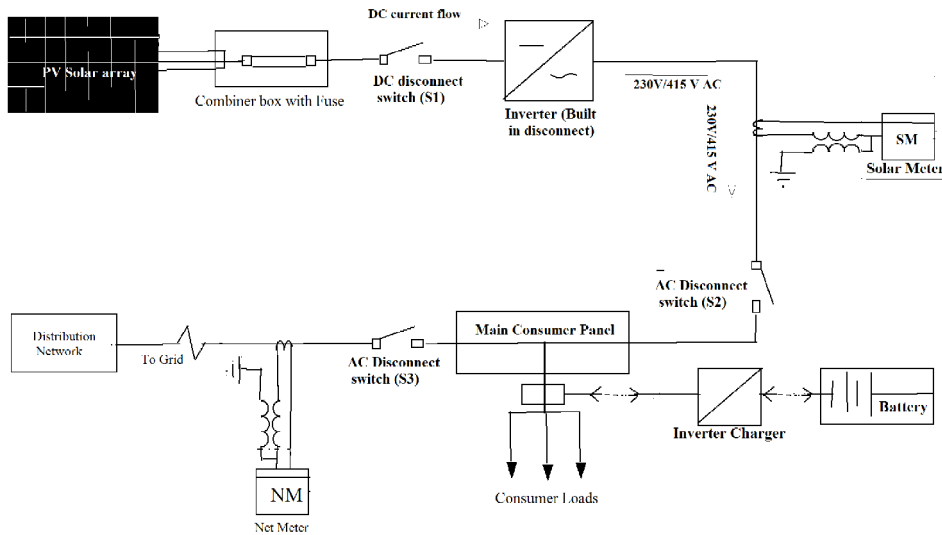 DC current flow
PV Solar array
Combiner box with Fuse
DC disconnect
switch (S1)
Inverter (Built
in disconnect)
230V/415 V AC
230V/415 V AC
SM
Solar Meter
AC Disconnect
switch (S2)
Distribution
Network
To Grid
AC Disconnect
switch (S3)
Main Consumer Panel
Inverter Charger
Battery
Consumer Loads
NM
Net Meter